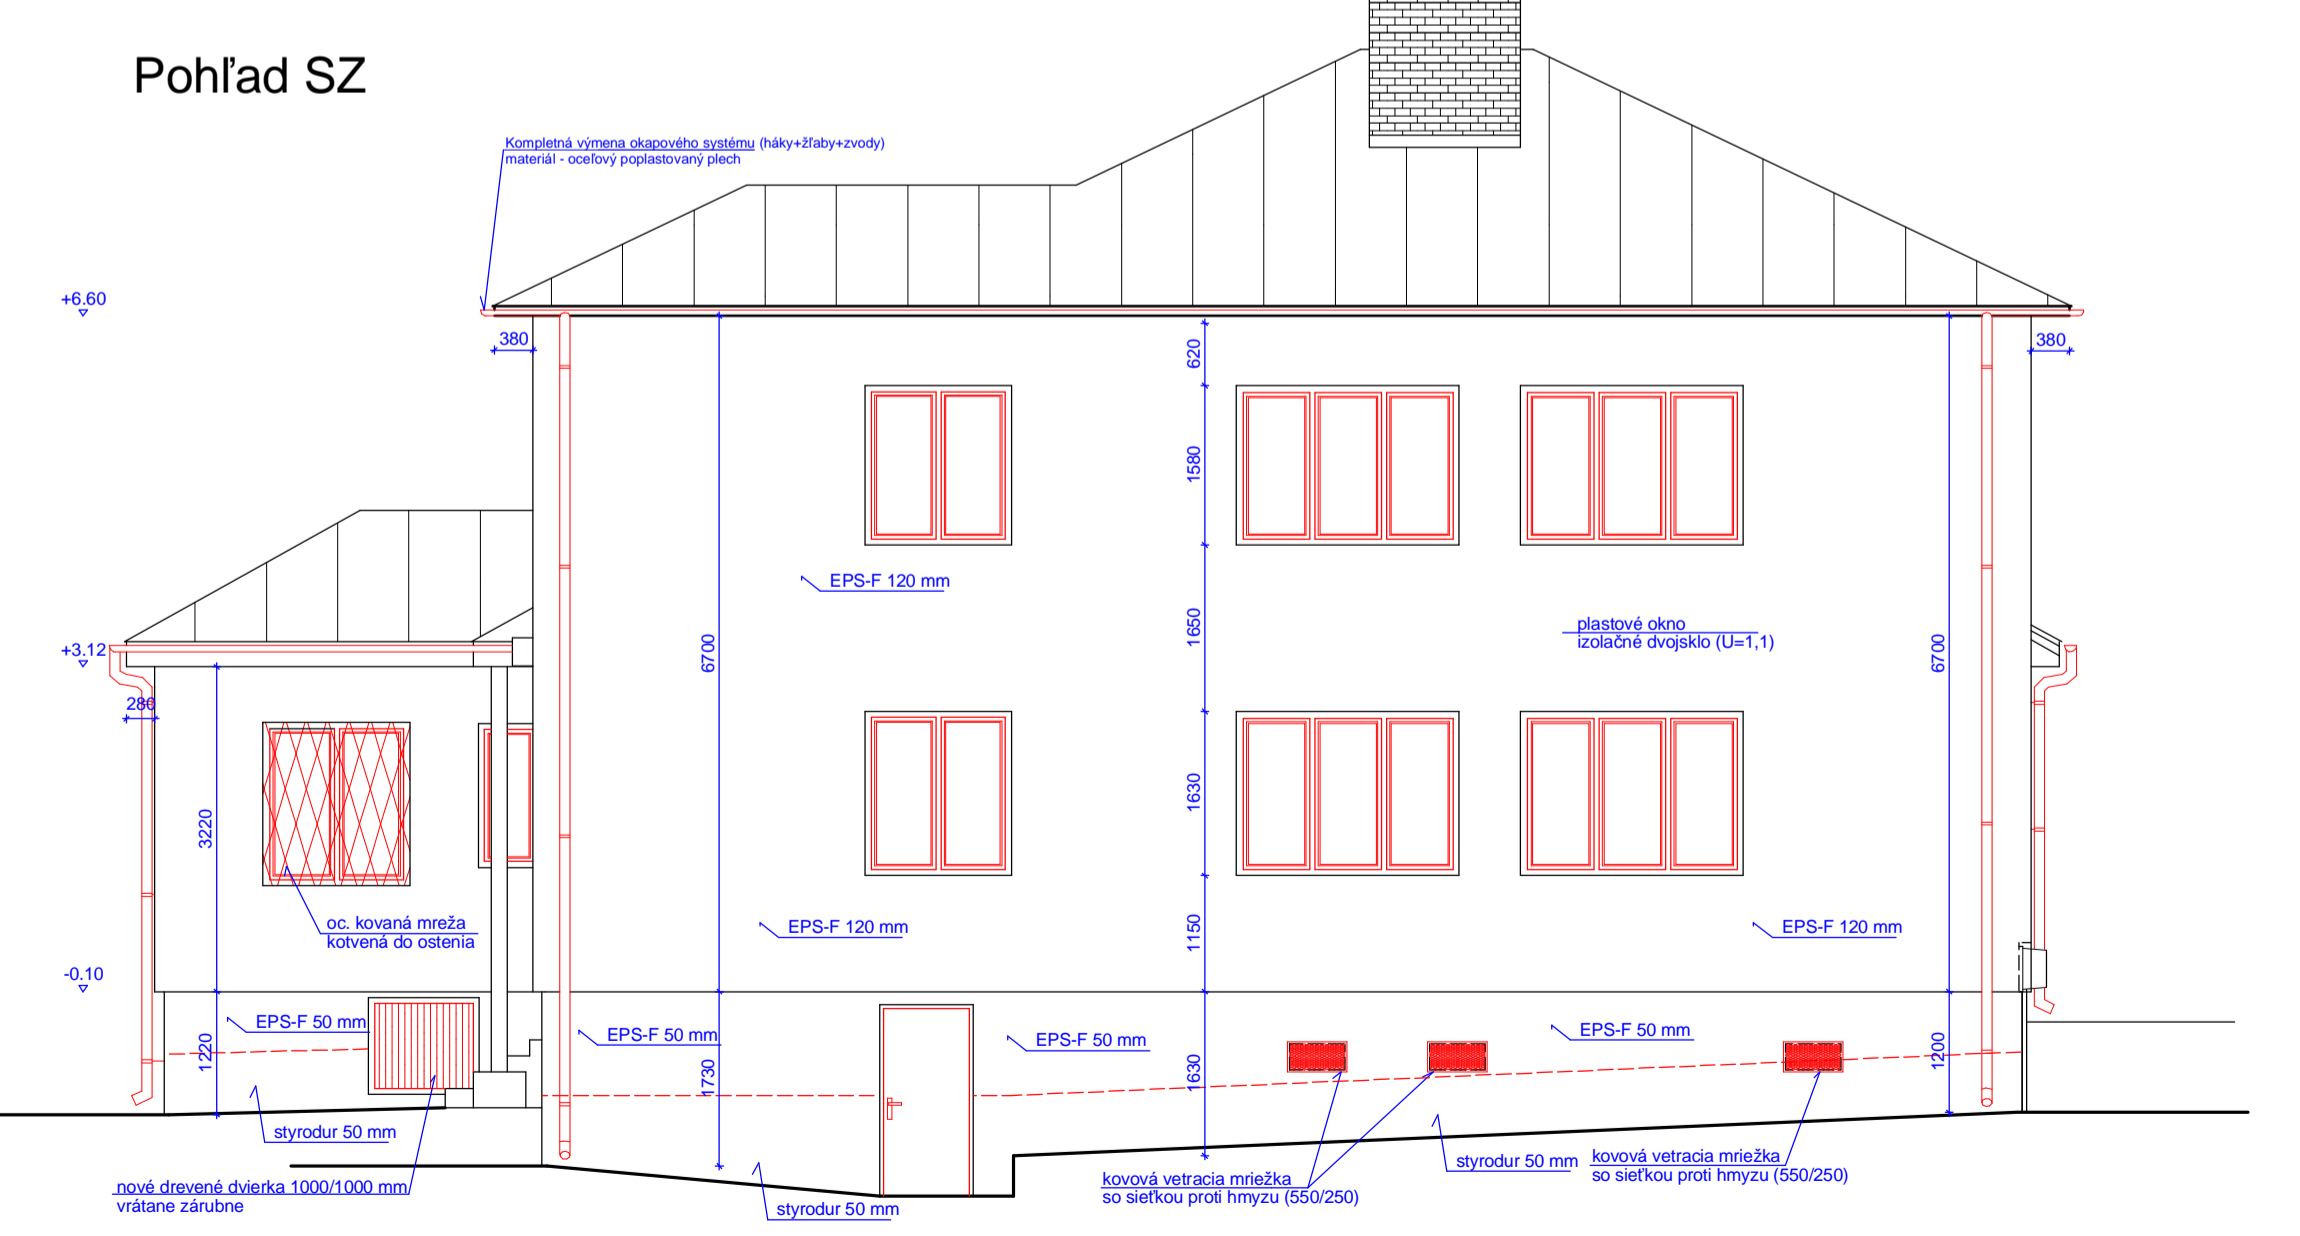 Pohľad SZ
Kompletná výmena okapového systému (háky+žľaby+zvody)
materiál - oceľový poplastovaný plech
+6.60
380
380
620
1580
EPS-F 120 mm
plastové okno
izolačné dvojsklo (U=1,1)
1650
6700
6700
+3.12
280
3220
1630
oc. kovaná mreža
kotvená do ostenia
EPS-F 120 mm
1150
EPS-F 120 mm
-0.10
EPS-F 50 mm
EPS-F 50 mm
EPS-F 50 mm
EPS-F 50 mm
1220
1730
1630
1200
styrodur 50 mm
nové drevené dvierka 1000/1000 mm
vrátane zárubne
styrodur 50 mm
kovová vetracia mriežka
so sieťkou proti hmyzu (550/250)
styrodur 50 mm
kovová vetracia mriežka
so sieťkou proti hmyzu (550/250)